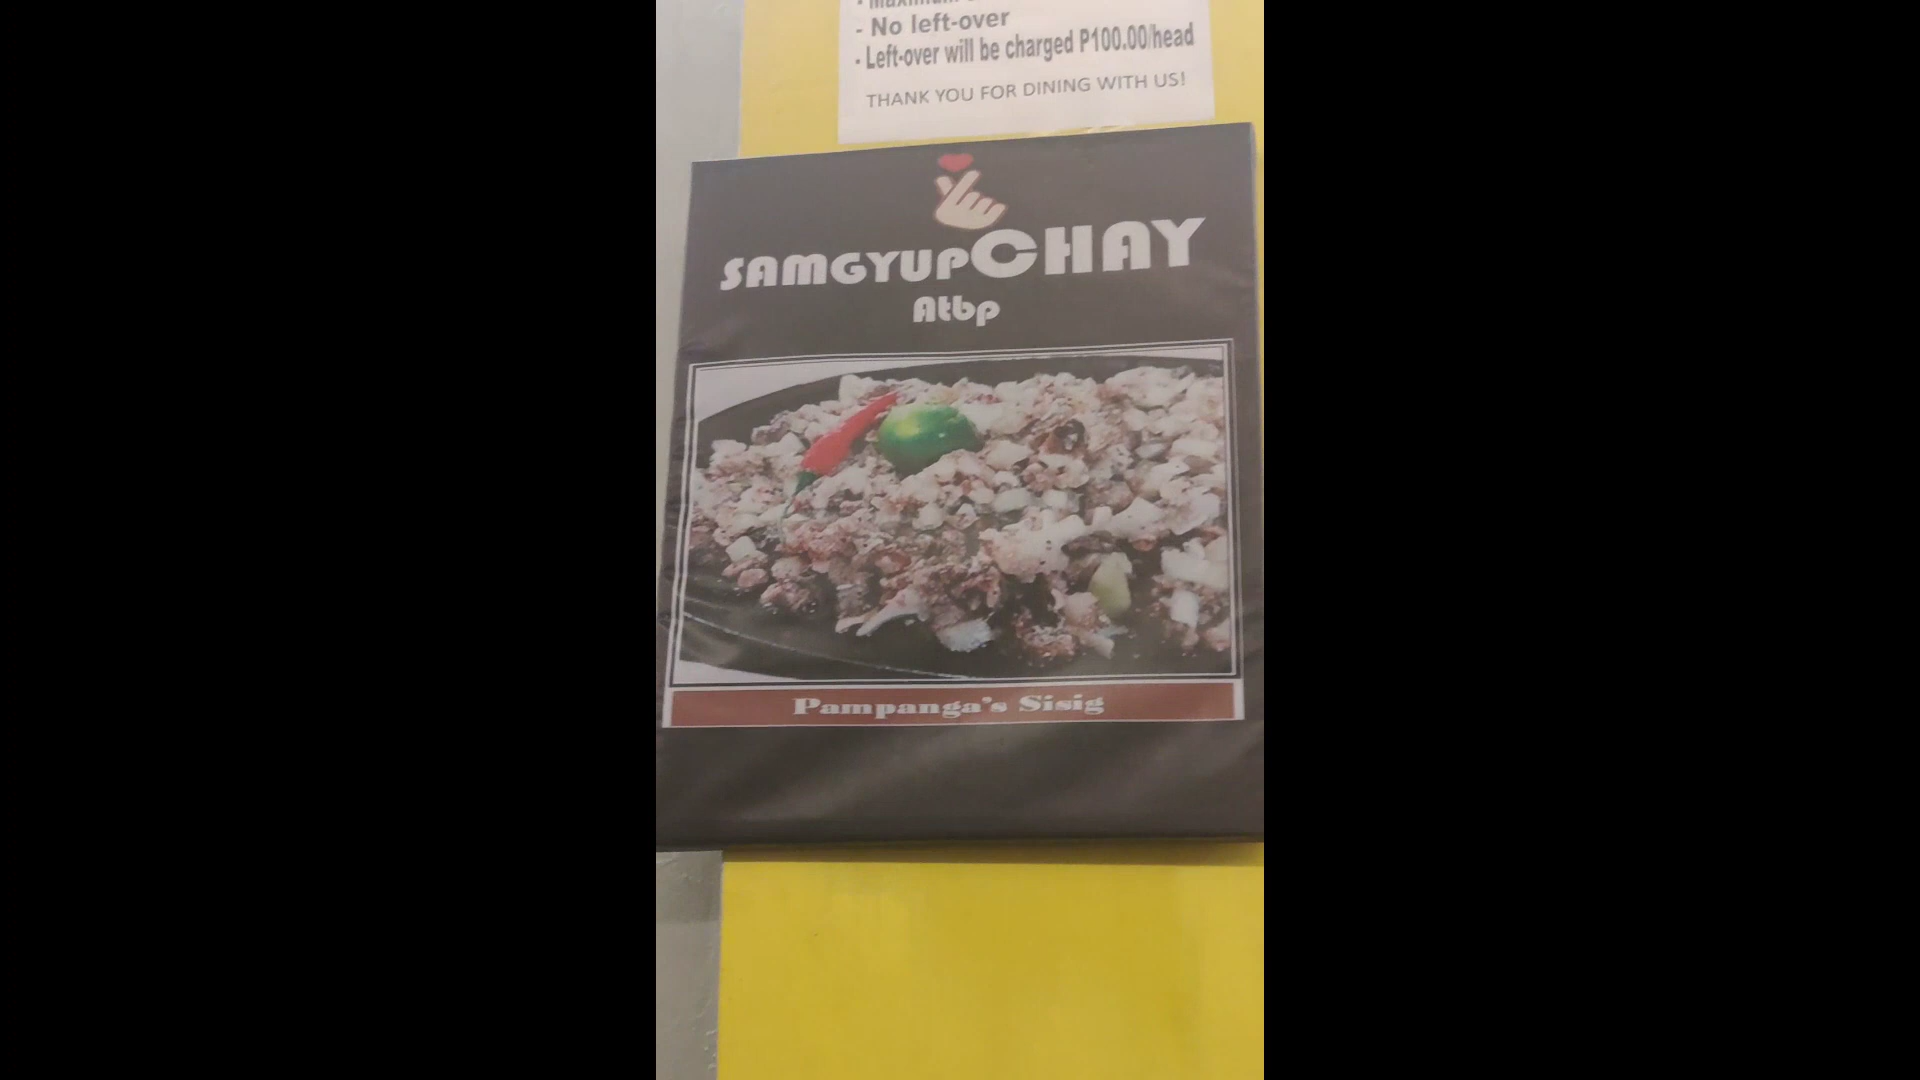 - No left-over
- Left-over will be charged P100.00/head
THANK YOU FOR DINING WITH US!
SAMGYUPCHAY
Atbp
Pampanga's Sisig